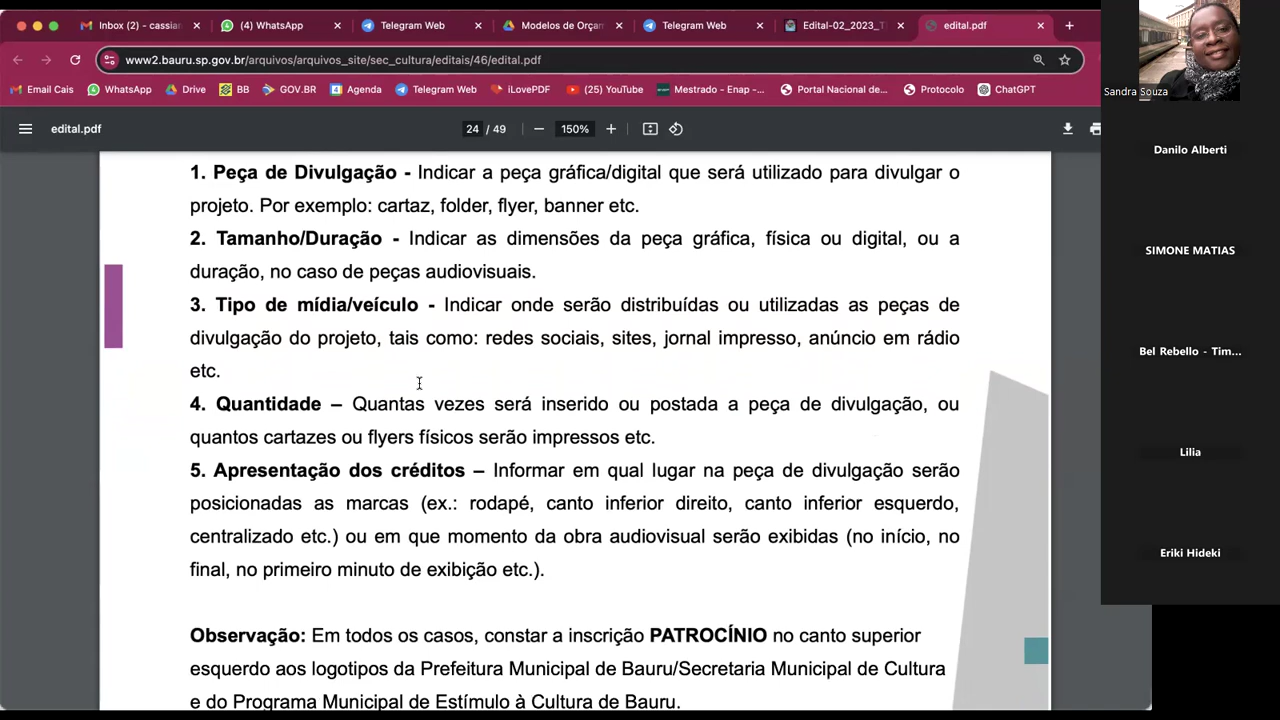 Inbox (2) - cassian
(4) WhatsApp
Telegram Web
Modelos de Orçam
Telegram Web
Edital-02_2023_T
edital.pdf
www2.bauru.sp.gov.br/arquivos/arquivos_site/sec_cultura/editais/46/edital.pdf
Email Cais
WhatsApp
Drive
BB
GOV.BR
Agenda
Telegram Web
iLovePDF
(25) YouTube
Mestrado - Enap -...
Portal Nacional de...
Protocolo
ChatGPT
edital.pdf
24 / 49
150%
1. Peça de Divulgação - Indicar a peça gráfica/digital que será utilizado para divulgar o
projeto. Por exemplo: cartaz, folder, flyer, banner etc.
2. Tamanho/Duração - Indicar as dimensões da peça gráfica, física ou digital, ou a
duração, no caso de peças audiovisuais.
3. Tipo de mídia/veículo - Indicar onde serão distribuídas ou utilizadas as peças de
divulgação do projeto, tais como: redes sociais, sites, jornal impresso, anúncio em rádio
etc.
4. Quantidade – Quantas vezes será inserido ou postada a peça de divulgação, ou
quantos cartazes ou flyers físicos serão impressos etc.
5. Apresentação dos créditos – Informar em qual lugar na peça de divulgação serão
posicionadas as marcas (ex.: rodapé, canto inferior direito, canto inferior esquerdo,
centralizado etc.) ou em que momento da obra audiovisual serão exibidas (no início, no
final, no primeiro minuto de exibição etc.).
Observação: Em todos os casos, constar a inscrição PATROCÍNIO no canto superior
esquerdo aos logotipos da Prefeitura Municipal de Bauru/Secretaria Municipal de Cultura
e do Programa Municipal de Estímulo à Cultura de Bauru.
Sandra Souza
Danilo Alberti
SIMONE MATIAS
Bel Rebello - Tim...
Lilia
Eriki Hideki